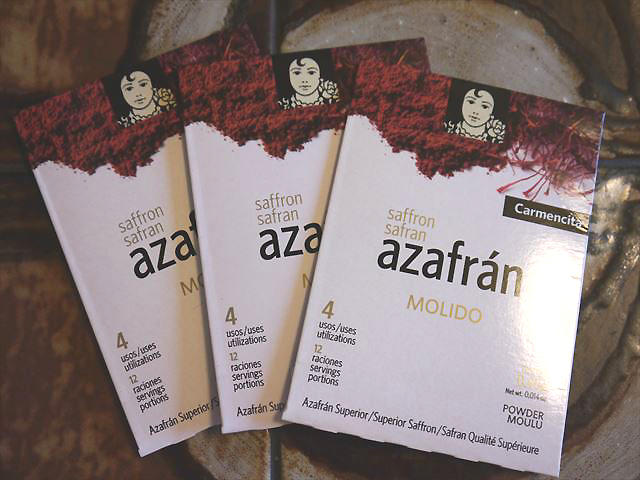 saffron
safran
aza
MO
4
usos/uses
utilizations
12
raciones
servings
portions
Azafrán Superior/S
saffron
safran
aza
M
4
usos/uses
utilizations
12
raciones
servings
portions
Azafrán Su
Carmencita
saffron
safran
azafrán
MOLIDO
4
usos/uses
utilizations
12
raciones
servings
portions
Net wt. 0,014 oz
POWDER
MOULU
Azafrán Superior/Superior Saffron/Safran Qualité Supérieure